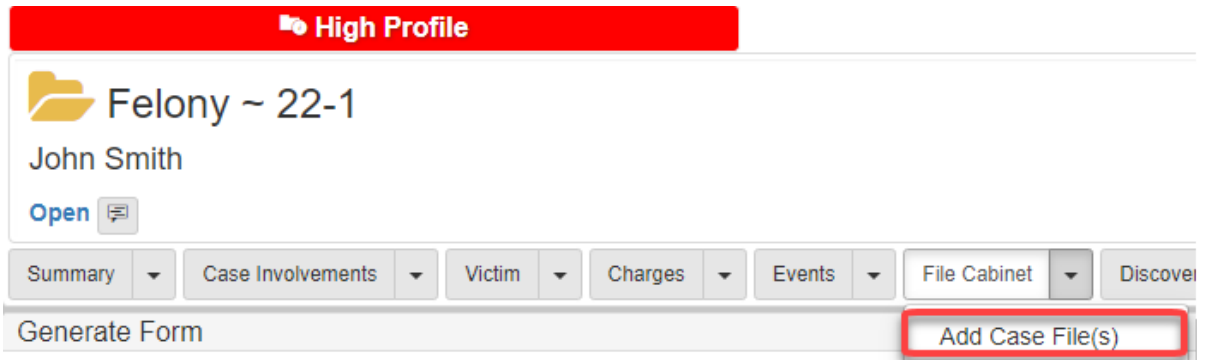 High Profile
Felony ~ 22-1
John Smith
Open
Summary Case Involvements Victim Charges Events File Cabinet Discover
Generate Form
Add Case File(s)